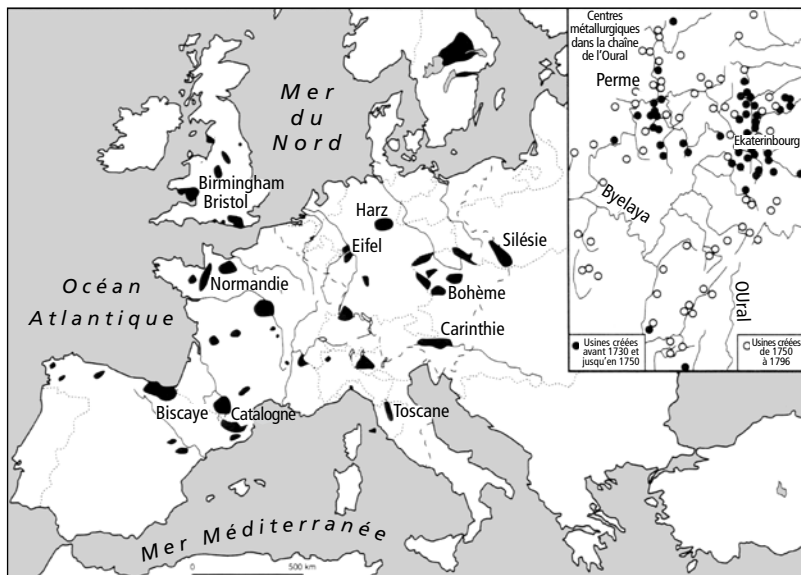 Centres
métallurgiques
dans la chaîne
de l'Oural
Perme
Ekaterinbourg
Byelaya
OUral
Usines créées
avant 1730 et
jusqu'en 1750
Usines créées
de 1750
à 1796
Mer
du
Nord
Birmingham
Bristol
Harz
Eifel
Silésie
Normandie
Bohème
Océan
Atlantique
Carinthie
Biscaye
Catalogne
Toscane
Mer Méditerranée
0
500 km